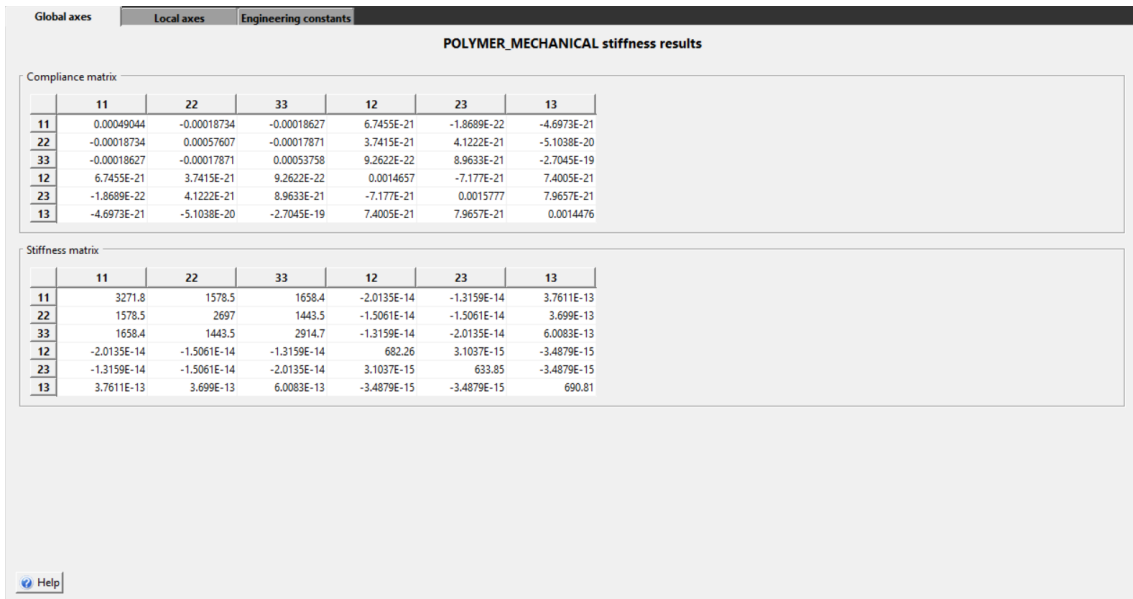 Global axes Local axes Engineering constants
POLYMER_MECHANICAL stiffness results
Compliance matrix
11 22 33 12 23 13
11 0.00049044 -0.00018734 -0.00018627 6.7455E-21 -1.8689E-22 -4.6973E-21
22 -0.00018734 0.00057607 -0.00017871 3.7415E-21 4.1222E-21 -5.1038E-20
33 -0.00018627 -0.00017871 0.00053758 9.2622E-22 8.9633E-21 -2.7045E-19
12 6.7455E-21 3.7415E-21 9.2622E-22 0.0014657 -7.177E-21 7.4005E-21
23 -1.8689E-22 4.1222E-21 8.9633E-21 -7.177E-21 0.0015777 7.9657E-21
13 -4.6973E-21 -5.1038E-20 -2.7045E-19 7.4005E-21 7.9657E-21 0.0014476
Stiffness matrix
11 22 33 12 23 13
11 3271.8 1578.5 1658.4 -2.0135E-14 -1.3159E-14 3.7611E-13
22 1578.5 2697 1443.5 -1.5061E-14 -1.5061E-14 3.699E-13
33 1658.4 1443.5 2914.7 -1.3159E-14 -2.0135E-14 6.0083E-13
12 -2.0135E-14 -1.5061E-14 -1.3159E-14 682.26 3.1037E-15 -3.4879E-15
23 -1.3159E-14 -1.5061E-14 -2.0135E-14 3.1037E-15 633.85 -3.4879E-15
13 3.7611E-13 3.699E-13 6.0083E-13 -3.4879E-15 -3.4879E-15 690.81
Help